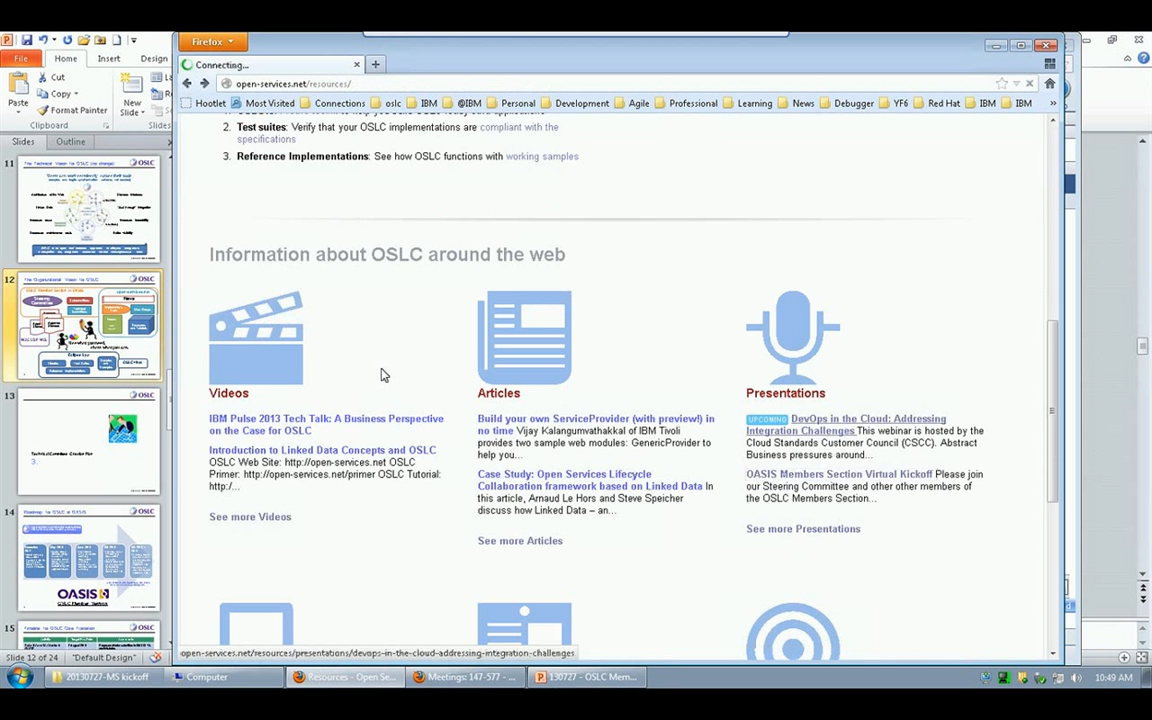 Firefox
File
Home
Insert
Design
Cut
Copy
Format Painter
Paste
New
Slide
Clipboard
Slides
Slides
Outline
Connecting...
open-services.net/resources/
Hootlet
Most Visited
Connections
oslc
IBM
@IBM
Personal
Development
Agile
Professional
Learning
News
Debugger
YF6
Red Hat
IBM
IBM
2. Test suites: Verify that your OSLC implementations are compliant with the
specifications
3. Reference Implementations: See how OSLC functions with working samples
Information about OSLC around the web
Videos
IBM Pulse 2013 Tech Talk: A Business Perspective
on the Case for OSLC
Introduction to Linked Data Concepts and OSLC
OSLC Web Site: http://open-services.net OSLC
Primer: http://open-services.net/primer OSLC Tutorial:
http:/...
See more Videos
Articles
Build your own ServiceProvider (with preview!) in
no time Vijay Kalangumvathakkal of IBM Tivoli
provides two sample web modules: GenericProvider to
help you...
Case Study: Open Services Lifecycle
Collaboration framework based on Linked Data In
this article, Arnaud Le Hors and Steve Speicher
discuss how Linked Data – an...
See more Articles
Presentations
UPCOMING DevOps in the Cloud: Addressing
Integration Challenges This webinar is hosted by the
Cloud Standards Customer Council (CSCC). Abstract
Business pressures around...
OASIS Members Section Virtual Kickoff Please join
our Steering Committee and other other members of
the OSLC Members Section...
See more Presentations
open-services.net/resources/presentations/devops-in-the-cloud-addressing-integration-challenges
11
OSLC
12
OSLC
13
OSLC
14
OSLC
OASIS
15
OSLC
Slide 12 of 24
"Default Design"
20130727-MS kickoff
Computer
Resources - Open Se...
Meetings: 147-577 - ...
130727 - OSLC Mem...
10:49 AM